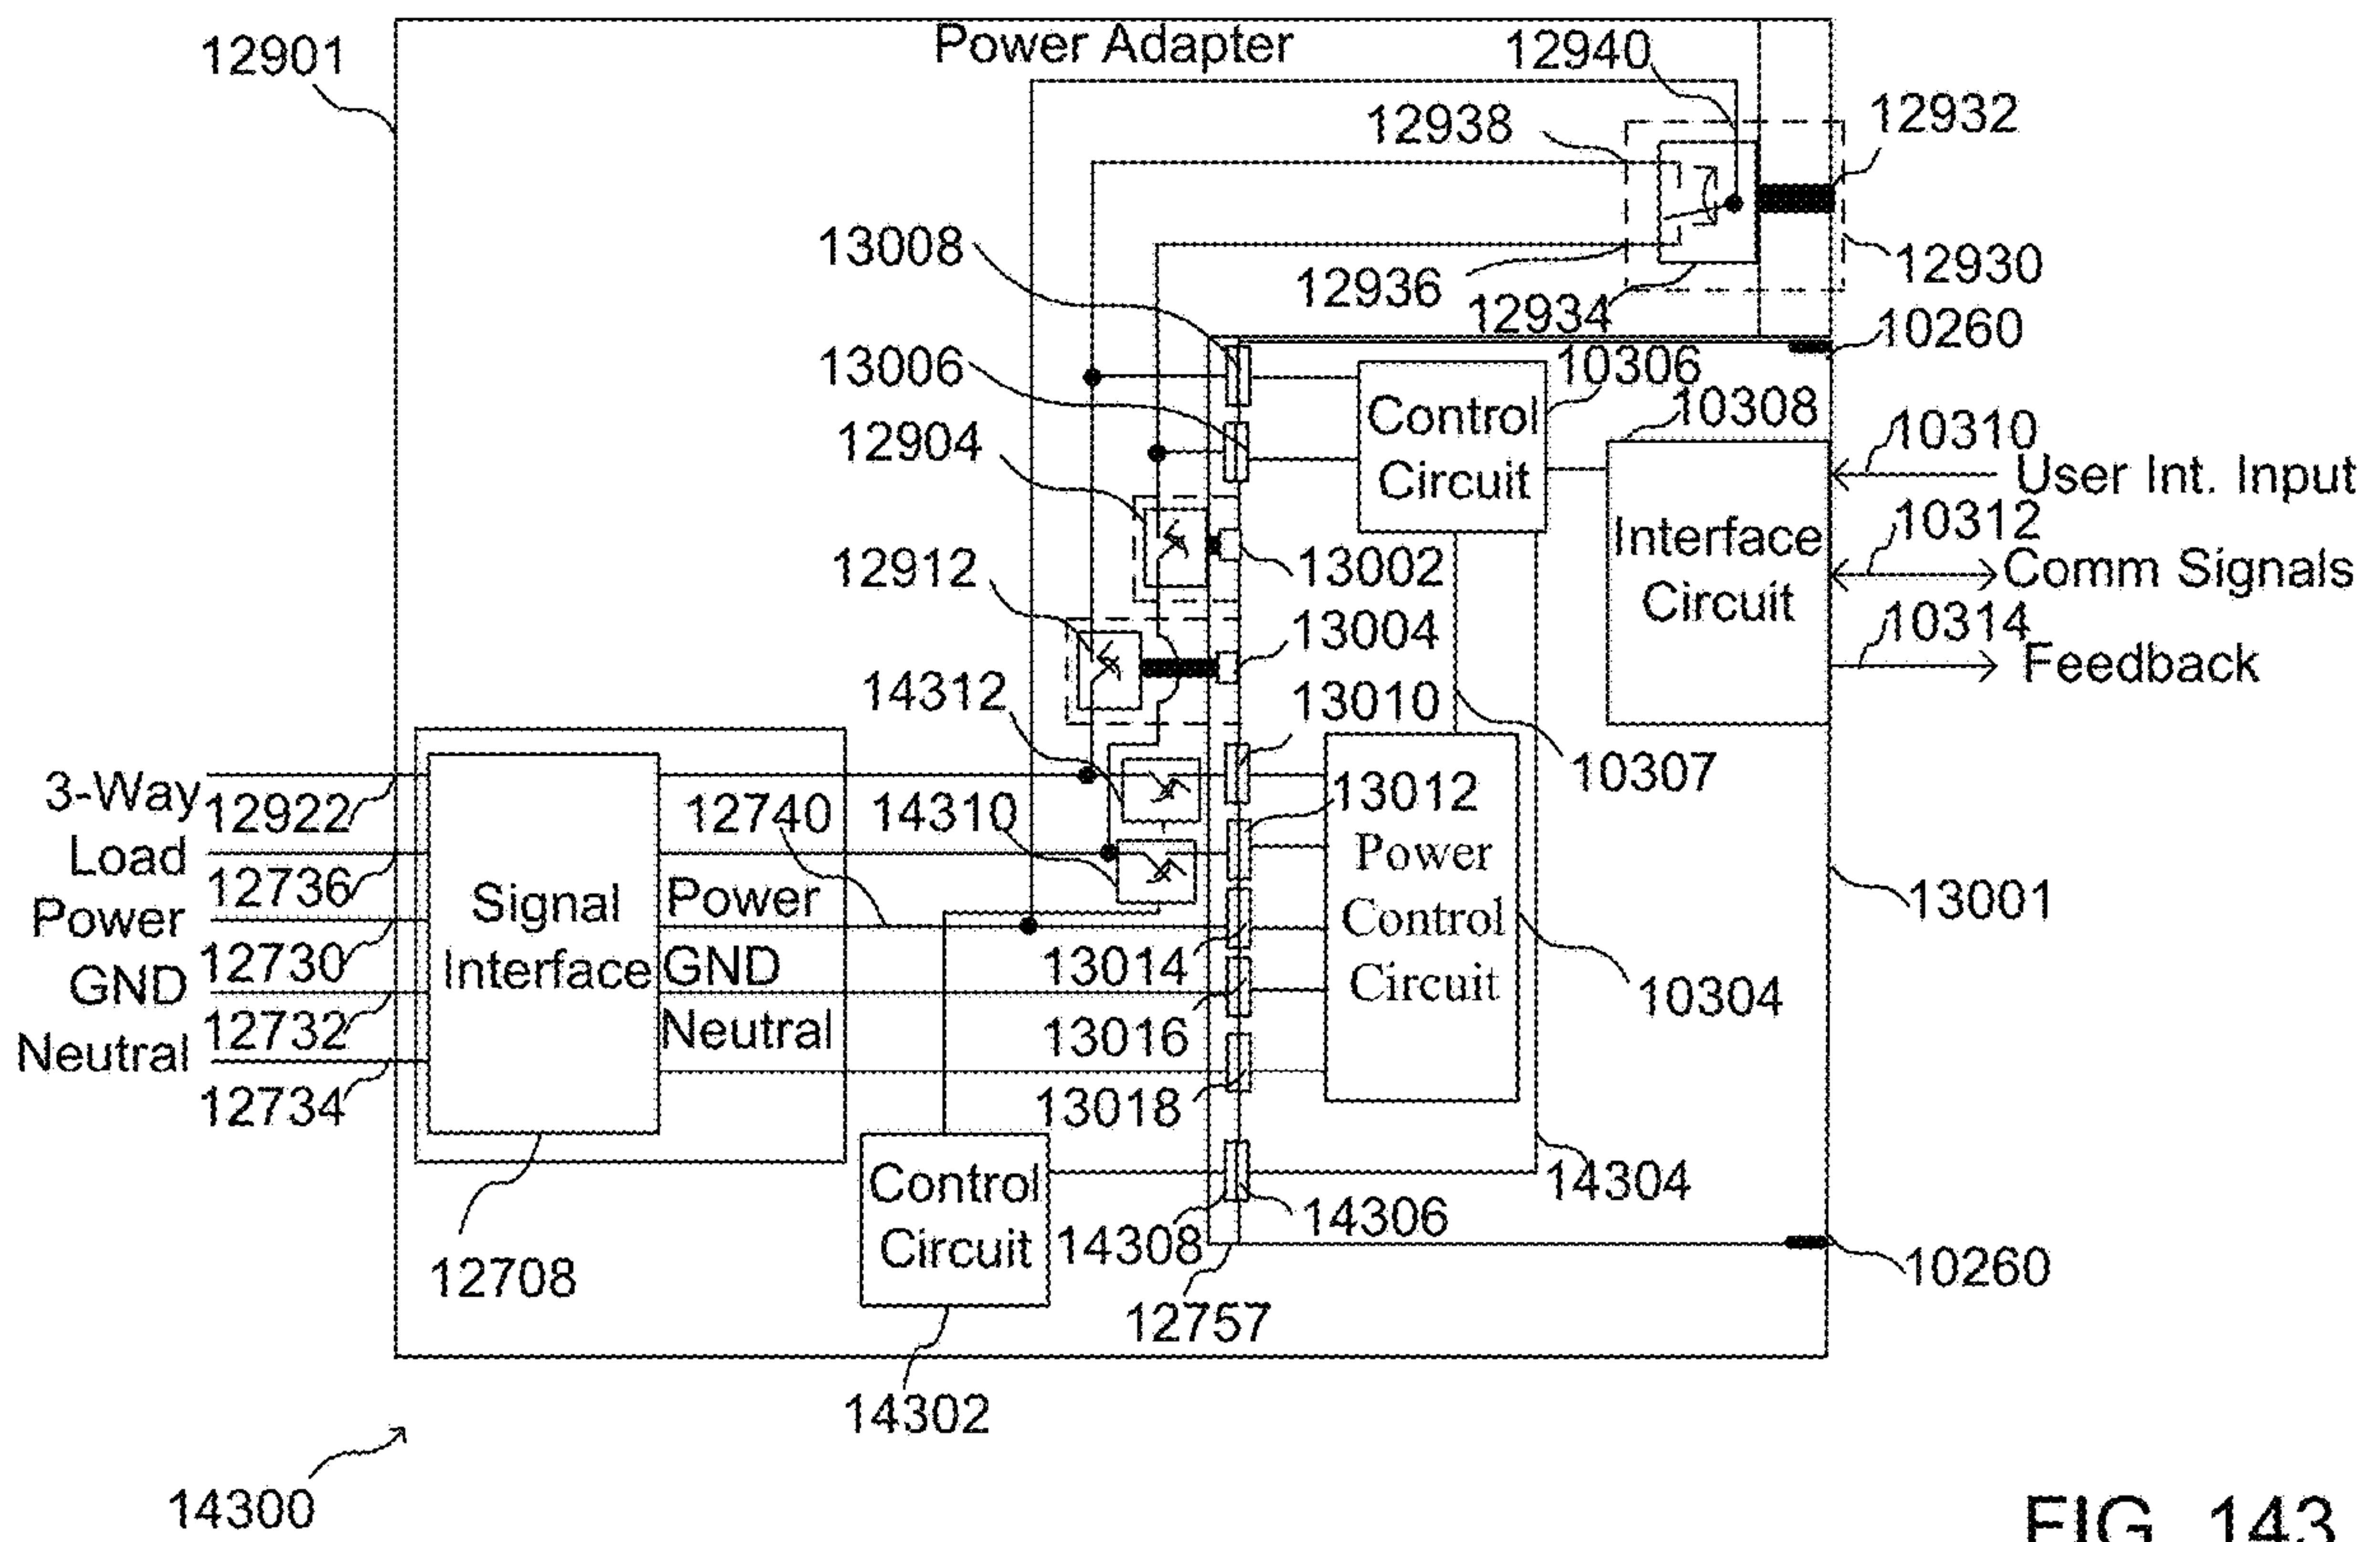 Power Adapter
12901
12940
12932
12938
13008
12936
12930
12934
10260
13006
10306
10308
12904
Control
Circuit
10310
User Int. Input
10312
12912
13002
Interface
Circuit
Comm Signals
13004
10314
14312
13010
Feedback
3-Way
12922
12740
14310
13012
10307
Load
12736
Signal
Interface
Power
Power
Control
Circuit
13001
Power
12730
GND
13014
10304
GND
12732
Neutral
13016
Neutral
12734
13018
Control
Circuit
14304
14308
14306
12708
12757
10260
14302
14300
FIG. 143